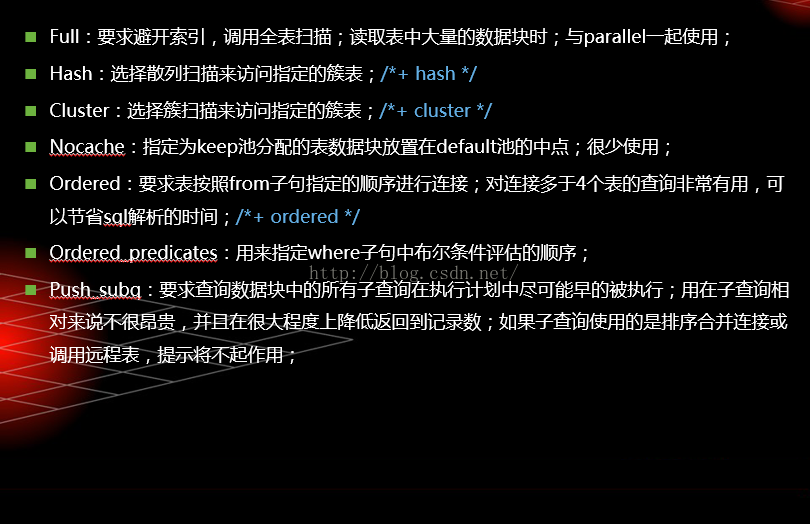 Full：要求避开索引，调用全表扫描；读取表中大量的数据块时；与parallel一起使用；
Hash：选择散列扫描来访问指定的簇表；/*+ hash */
Cluster：选择簇扫描来访问指定的簇表；/*+ cluster */
Nocache：指定为keep池分配的表数据块放置在default池的中点；很少使用；
Ordered：要求表按照from子句指定的顺序进行连接；对连接多于4个表的查询非常有用，可
以节省sql解析的时间；/*+ ordered */
Ordered_predicates：用来指定where子句中布尔条件评估的顺序；
http://blog.csdn.net/
Push_subq：要求查询数据块中的所有子查询在执行计划中尽可能早的被执行；用在子查询相
对来说不很昂贵，并且在很大程度上降低返回到记录数；如果子查询使用的是排序合并连接或
调用远程表，提示将不起作用；